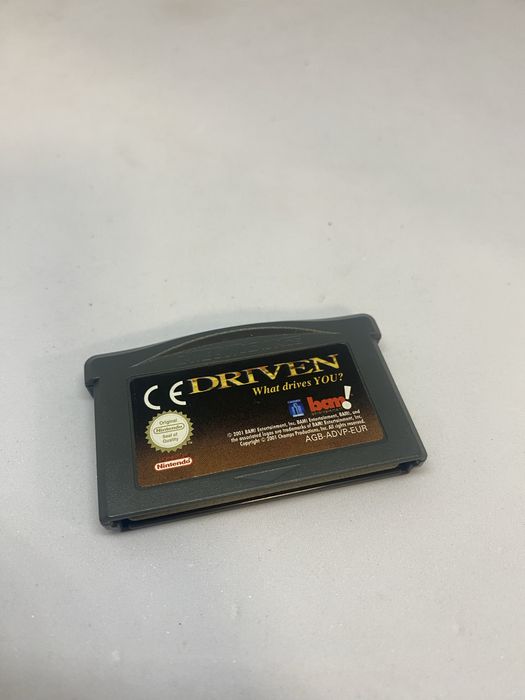 CE DRIVEN
What drives YOU?
Original
Nintendo
Seal of
Quality
Nintendo
bam!
© 2001 BAM! Entertainment, Inc. BAM! Entertainment, BAM!, and
the associated logos are trademarks of BAM! Entertainment, Inc.
Copyright © 2001 Champ Productions, Inc. All rights reserved.
AGB-ADVP-EUR